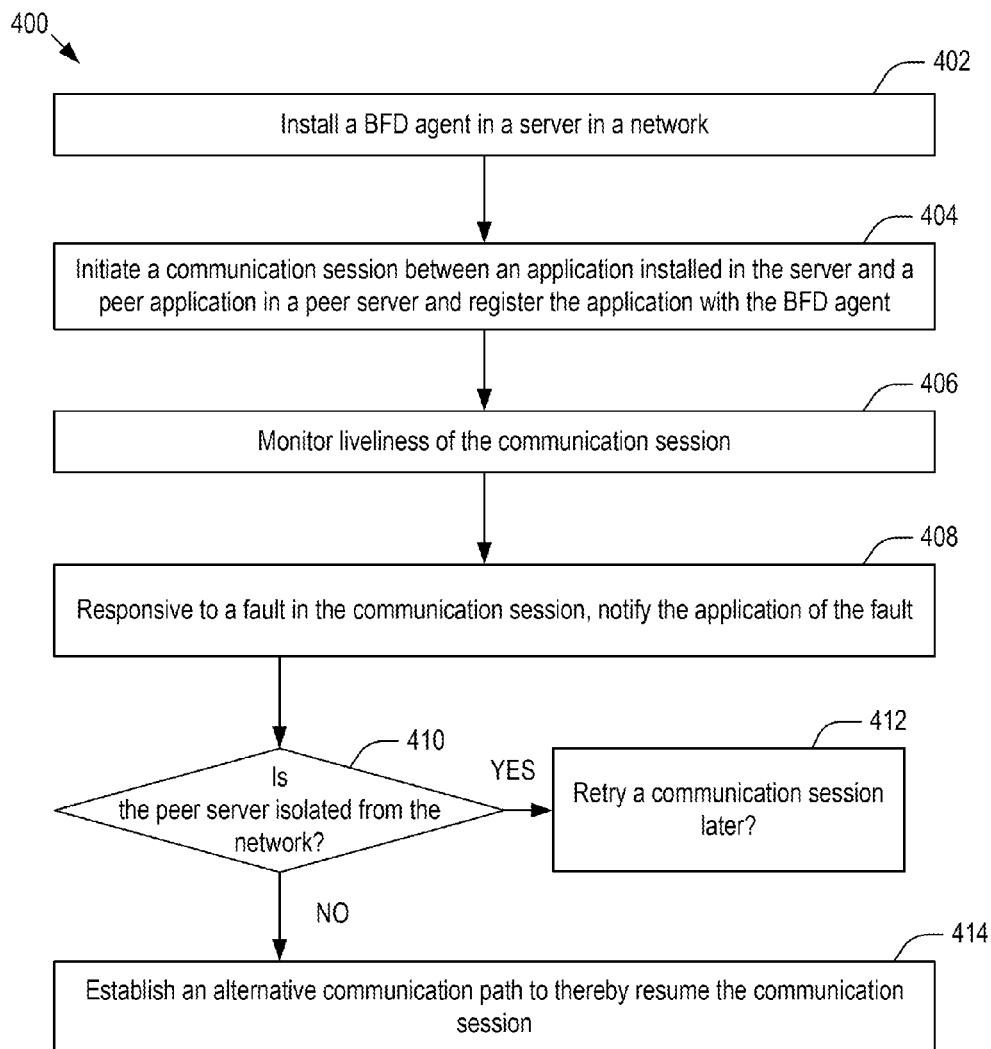 400
402
Install a BFD agent in a server in a network
404
Initiate a communication session between an application installed in the server and a
peer application in a peer server and register the application with the BFD agent
406
Monitor liveliness of the communication session
408
Responsive to a fault in the communication session, notify the application of the fault
410
Is
the peer server isolated from the
network?
YES
412
Retry a communication session
later?
NO
414
Establish an alternative communication path to thereby resume the communication
session